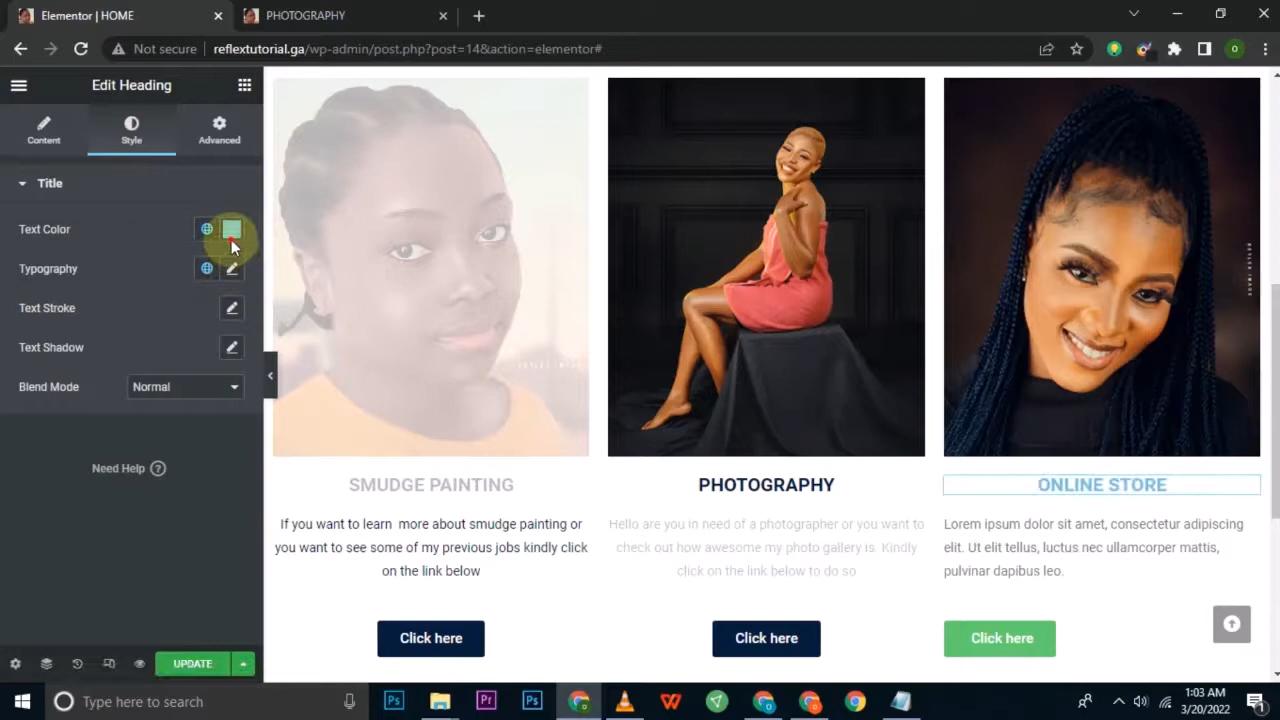 Elementor | HOME
PHOTOGRAPHY
Not secure
reflextutorial.ga/wp-admin/post.php?post=14&action=elementor#
Edit Heading
Content
Style
Advanced
Title
Text Color
Typography
Text Stroke
Text Shadow
Blend Mode
Normal
Need Help
UPDATE
SMUDGE PAINTING
If you want to learn more about smudge painting or
you want to see some of my previous jobs kindly click
on the link below
Click here
PHOTOGRAPHY
Hello are you in need of a photographer or you want to
check out how awesome my photo gallery is. Kindly
click on the link below to do so
Click here
ONLINE STORE
Lorem ipsum dolor sit amet, consectetur adipiscing
elit. Ut elit tellus, luctus nec ullamcorper mattis,
pulvinar dapibus leo.
Click here
Type here to search
1:03 AM
3/20/2022